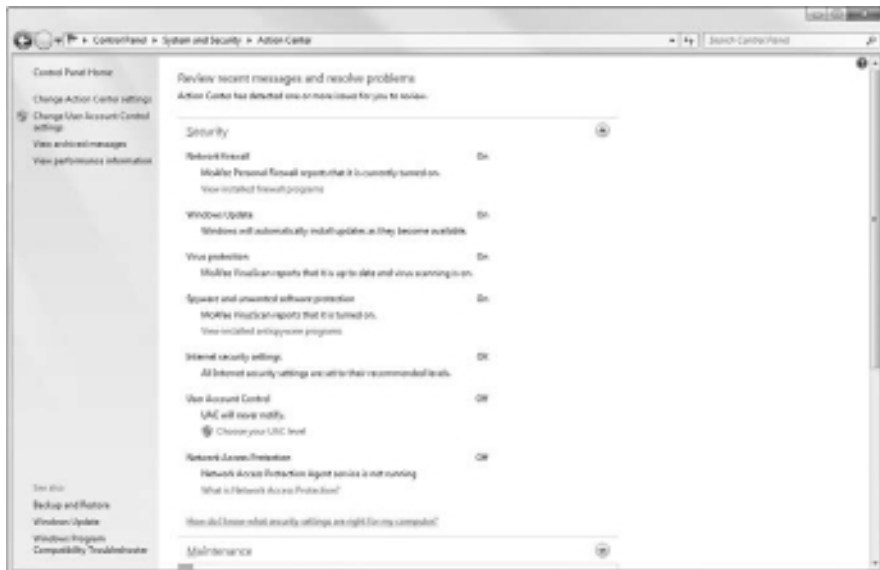 Control Panel ▸ System and Security ▸ Action Center
Search Control Panel
Control Panel Home
Change Action Center settings
Change User Account Control
settings
View archived messages
View performance information
See also
Backup and Restore
Windows Update
Windows Program
Compatibility Troubleshooter
Review recent messages and resolve problems
Action Center has detected one or more issues for you to review.
Security
Network firewall On
McAfee Personal Firewall reports that it is currently turned on.
View installed firewall programs
Windows Update On
Windows will automatically install updates as they become available.
Virus protection On
McAfee VirusScan reports that it is up to date and virus scanning is on.
Spyware and unwanted software protection On
McAfee VirusScan reports that it is turned on.
View installed antispyware programs
Internet security settings OK
All Internet security settings are set to their recommended levels.
User Account Control Off
UAC will never notify.
Choose your UAC level
Network Access Protection Off
Network Access Protection Agent service is not running
What is Network Access Protection?
How do I know what security settings are right for my computer?
Maintenance